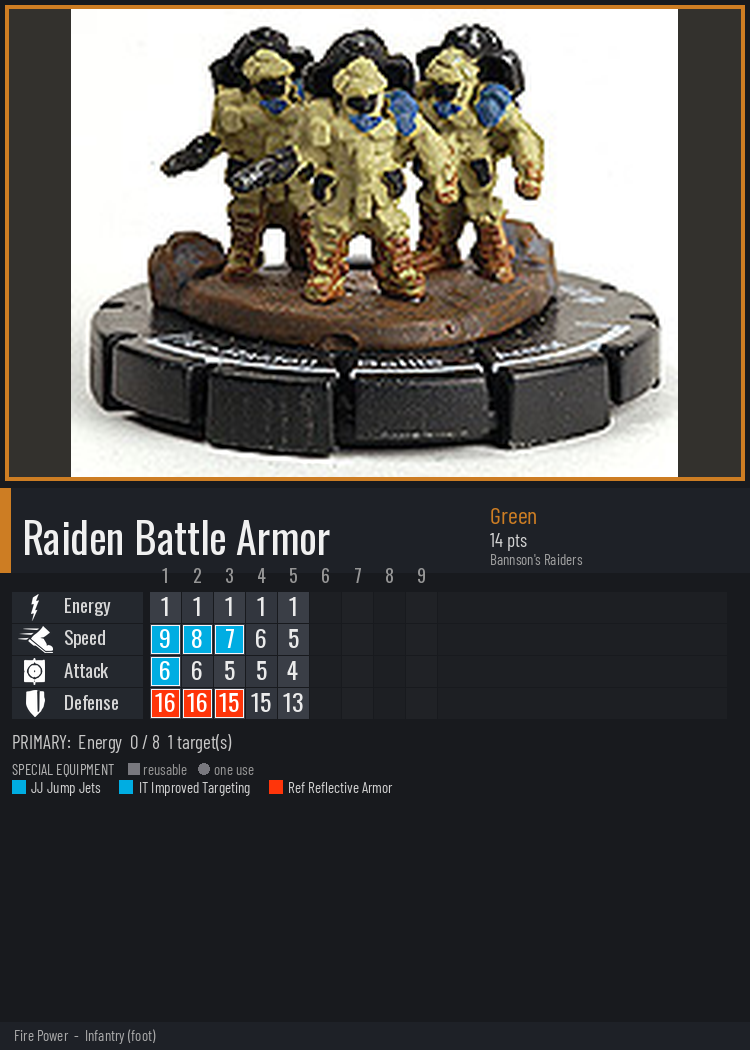 Raiden Battle Armor
Green
14 pts
Bannson's Raiders
1 2 3 4 5 6 7 8 9
Energy 1 1 1 1 1
Speed 9 8 7 6 5
Attack 6 6 5 5 4
Defense 16 16 15 15 13
PRIMARY: Energy 0 / 8 1 target(s)
SPECIAL EQUIPMENT reusable one use
JJ Jump Jets IT Improved Targeting Ref Reflective Armor
Fire Power - Infantry (foot)